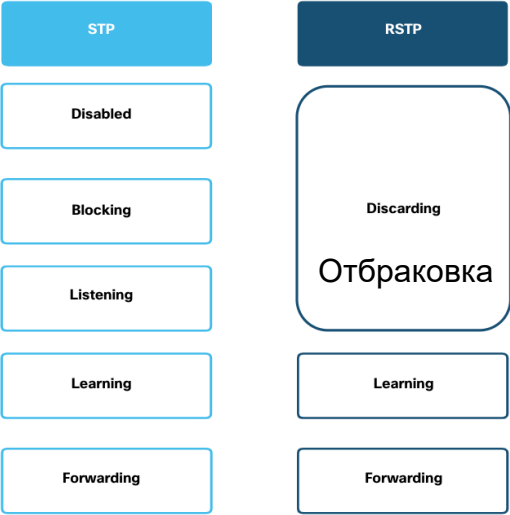 STP
RSTP
Disabled
Blocking
Discarding
Отбраковка
Listening
Learning
Learning
Forwarding
Forwarding